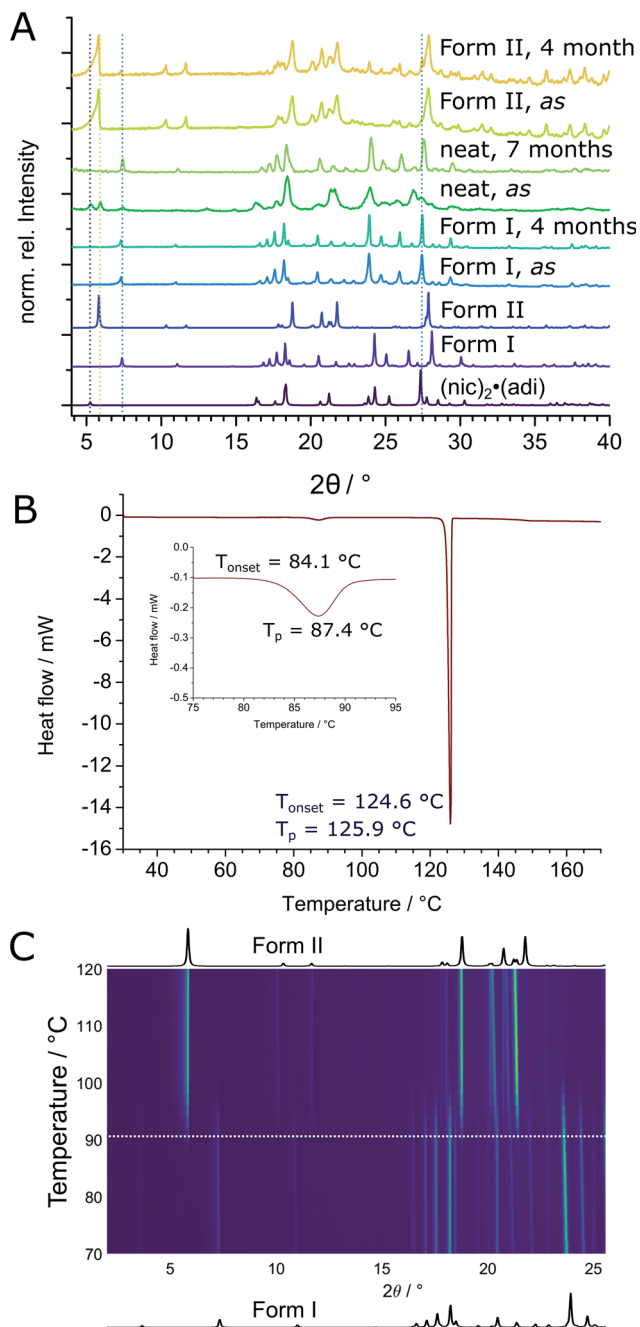 A
Form II, 4 month
Form II, as
neat, 7 months
neat, as
Form I, 4 months
Form I, as
Form II
Form I
(nic)₂•(adi)
norm. rel. Intensity
5 10 15 20 25 30 35 40
2θ / °
B
0
-2
-4
-6
-8
-10
-12
-14
-16
Heat flow / mW
0.0
-0.1
-0.2
-0.3
-0.4
-0.5
Heat flow / mW
T_onset = 84.1 °C
T_p = 87.4 °C
75 80 85 90 95
Temperature / °C
T_onset = 124.6 °C
T_p = 125.9 °C
40 60 80 100 120 140 160
Temperature / °C
C
Form II
120
110
100
90
80
70
Temperature / °C
5 10 15 20 25
2θ / °
Form I